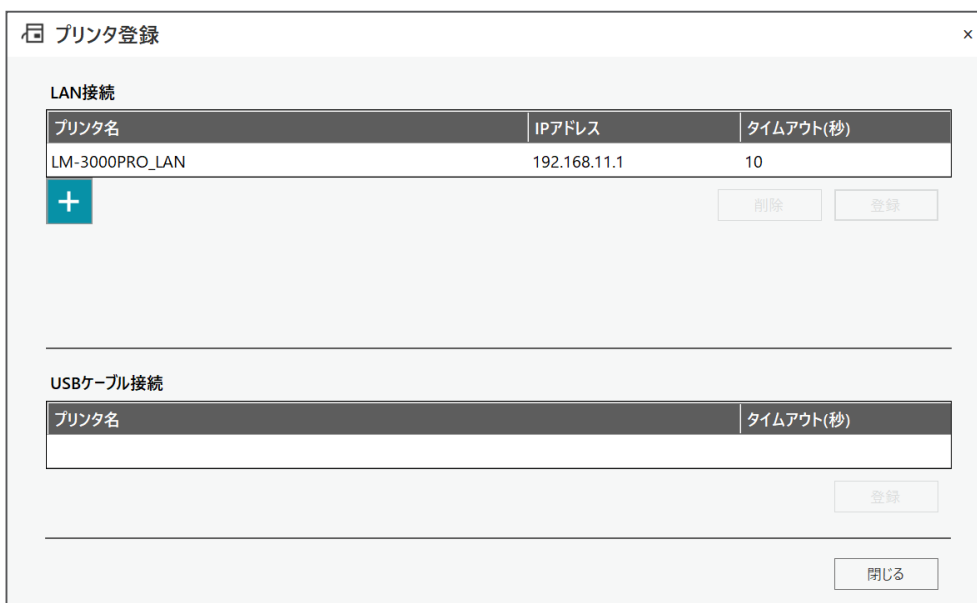 プリンタ登録
×
LAN接続
プリンタ名 IPアドレス タイムアウト(秒)
LM-3000PRO_LAN 192.168.11.1 10
+
削除 登録
USBケーブル接続
プリンタ名 タイムアウト(秒)
登録
閉じる